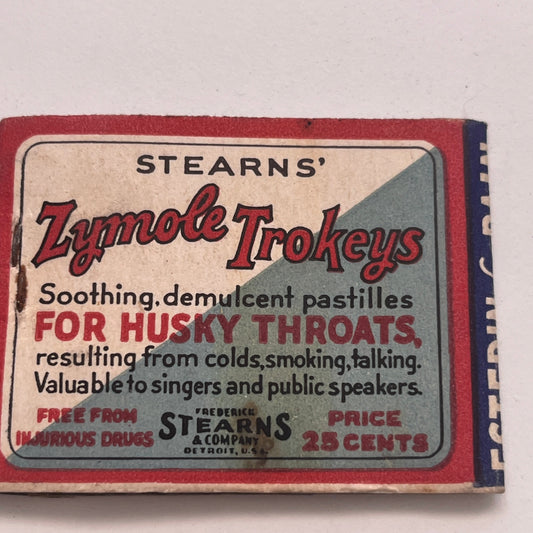 STEARNS'
Zymole Trokeys
Soothing, demulcent pastilles
FOR HUSKY THROATS,
resulting from colds, smoking, talking.
Valuable to singers and public speakers.
FREE FROM
INJURIOUS DRUGS
FREDERICK
STEARNS
& COMPANY
DETROIT, U.S.A.
PRICE
25 CENTS